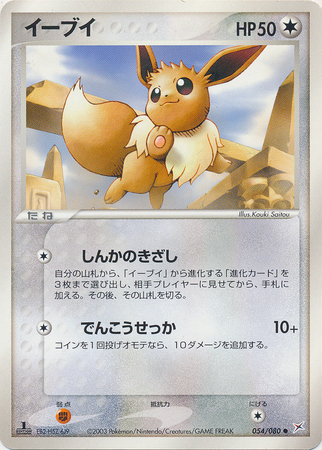 イーブイ HP50
たね Illus.Kouki Saitou
しんかのきざし
自分の山札から、「イーブイ」から進化する「進化カード」を
3枚まで選び出し、相手プレイヤーに見せてから、手札
に加える。その後、その山札を切る。
でんこうせっか 10+
コインを1回投げオモテなら、10ダメージを追加する。
弱点 抵抗力 にげる
1
©2003 Pokémon/Nintendo/Creatures/GAME FREAK 054/080 ●